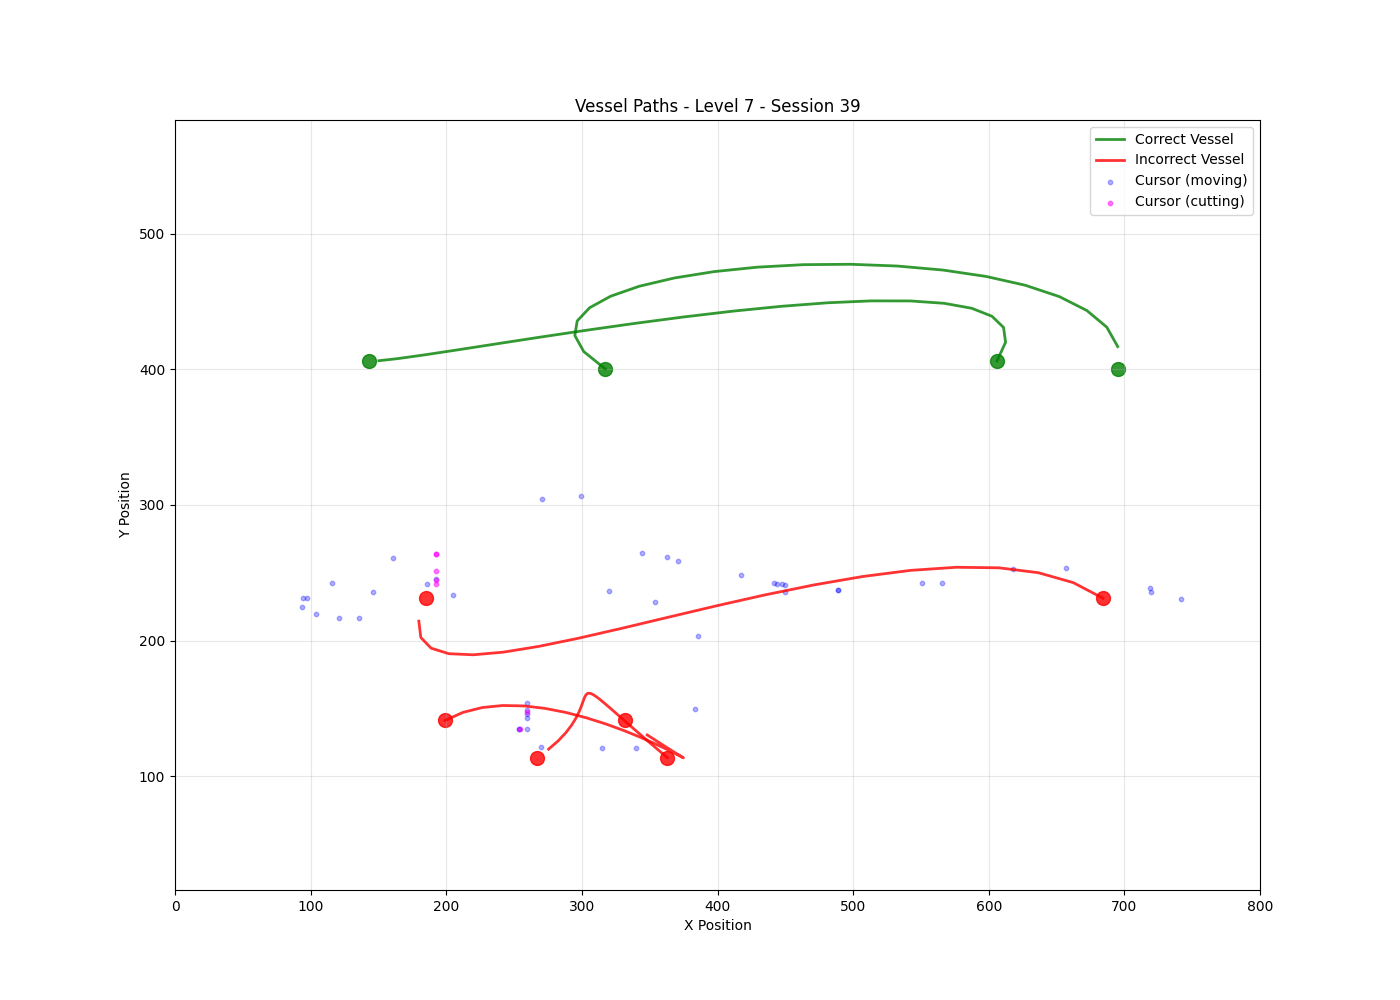 Vessel Paths - Level 7 - Session 39
Correct Vessel
Incorrect Vessel
Cursor (moving)
Cursor (cutting)
Y Position
500
400
300
200
100
0 100 200 300 400 500 600 700 800
X Position